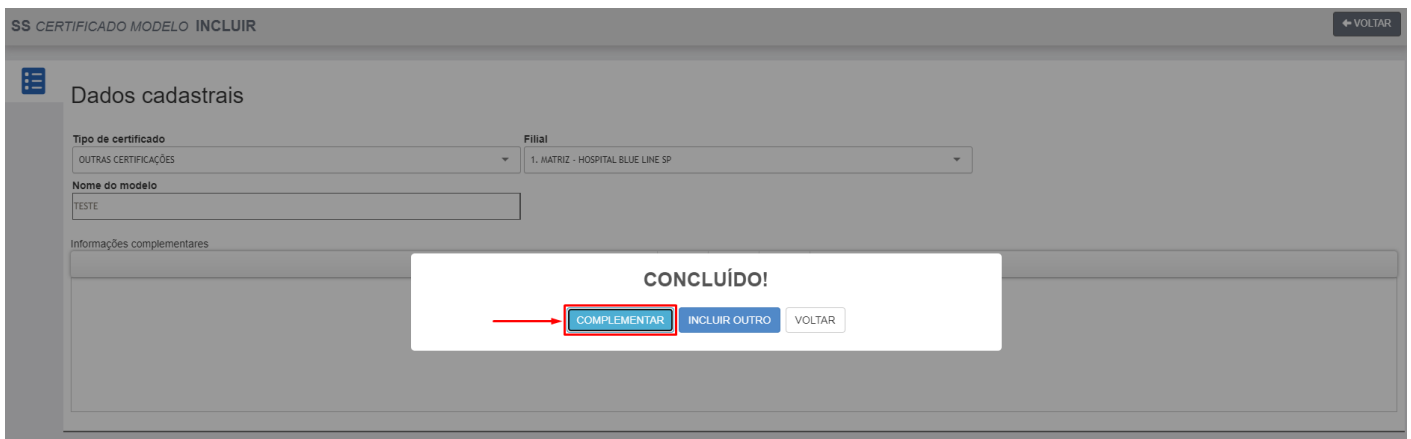 SS CERTIFICADO MODELO INCLUIR
VOLTAR
Dados cadastrais
Tipo de certificado
Filial
OUTRAS CERTIFICAÇÕES
1. MATRIZ - HOSPITAL BLUE LINE SP
Nome do modelo
TESTE
Informações complementares
CONCLUÍDO!
COMPLEMENTAR INCLUIR OUTRO VOLTAR